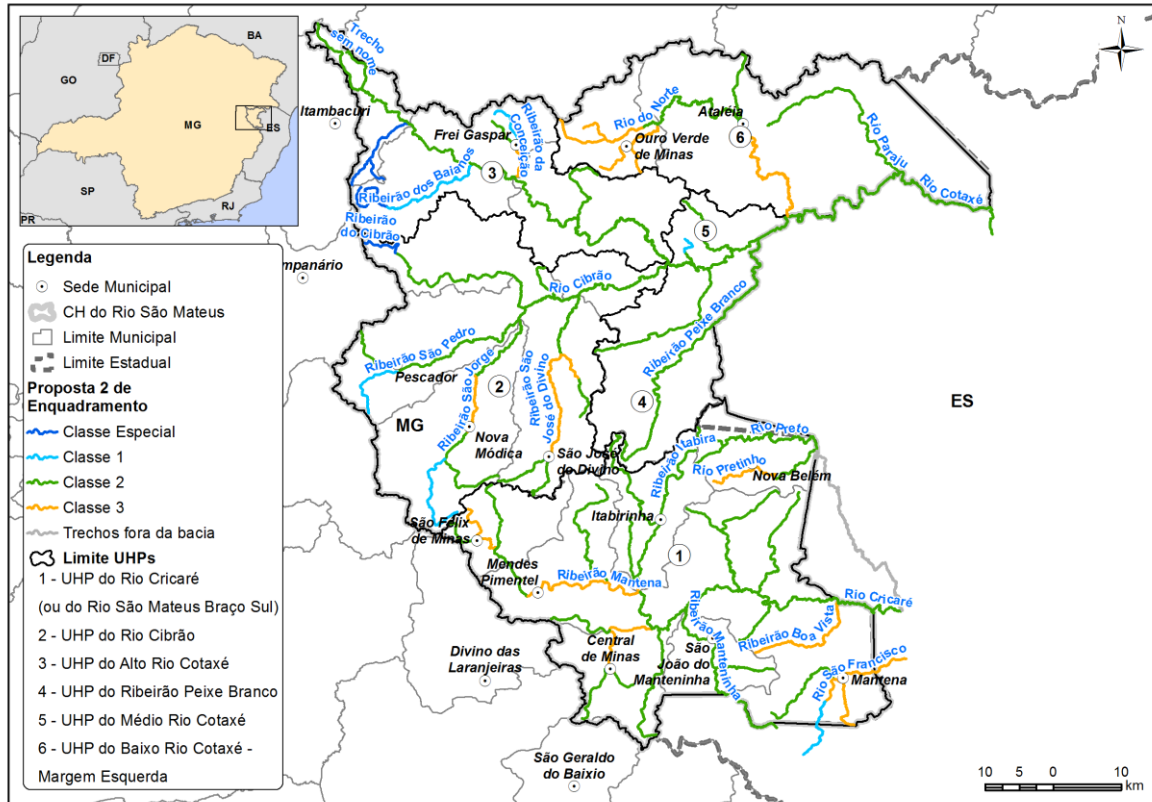 BA
DF
GO
MG
ES
SP
RJ
PR
N
Trecho
sem nome
Itambacuri
Frei Gaspar
Ribeirão da
Conceição
Rio do Norte
Ouro Verde
de Minas
Ataléia
6
Rio Paraju
Rio Cotaxé
3
Ribeirão dos Baianos
Ribeirão
do Cibrão
5
mpanário
Rio Cibrão
Ribeirão Peixe Branco
Ribeirão São Pedro
Pescador
Ribeirão São Jorge
2
Ribeirão São
José do Divino
4
MG
ES
Nova
Módica
São José
do Divino
Ribeirão Itabira
Rio Preto
Rio Pretinho
Nova Belém
Itabirinha
São Félix
de Minas
1
Mendes
Pimentel
Ribeirão Mantena
Rio Cricaré
Ribeirão Manteninha
Ribeirão Boa Vista
Central
de Minas
São
João do
Manteninha
Rio São Francisco
Mantena
Divino das
Laranjeiras
São Geraldo
do Baixio
Legenda
Sede Municipal
CH do Rio São Mateus
Limite Municipal
Limite Estadual
Proposta 2 de
Enquadramento
Classe Especial
Classe 1
Classe 2
Classe 3
Trechos fora da bacia
Limite UHPs
1 - UHP do Rio Cricaré
(ou do Rio São Mateus Braço Sul)
2 - UHP do Rio Cibrão
3 - UHP do Alto Rio Cotaxé
4 - UHP do Ribeirão Peixe Branco
5 - UHP do Médio Rio Cotaxé
6 - UHP do Baixo Rio Cotaxé -
Margem Esquerda
10 5 0 10
km